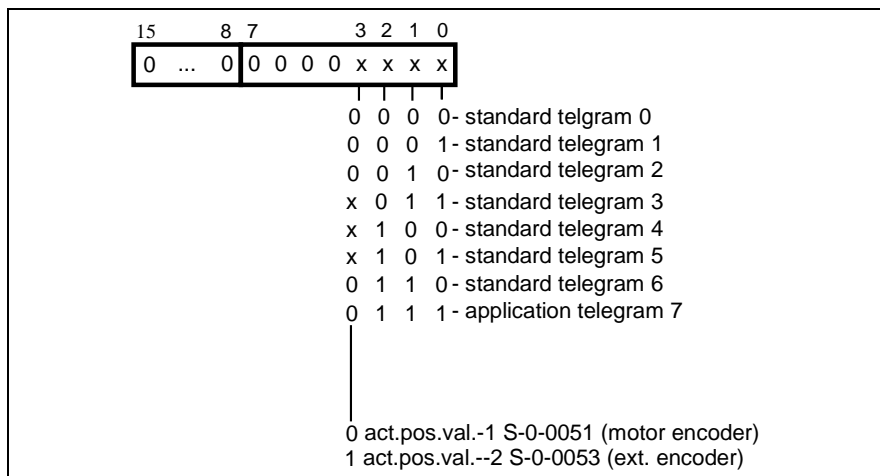 15 8 7 3 2 1 0
0 ... 0 0 0 0 0 x x x x
0 0 0 0- standard telgram 0
0 0 0 1- standard telegram 1
0 0 1 0- standard telegram 2
x 0 1 1- standard telegram 3
x 1 0 0- standard telegram 4
x 1 0 1- standard telegram 5
0 1 1 0- standard telegram 6
0 1 1 1- application telegram 7
0 act.pos.val.-1 S-0-0051 (motor encoder)
1 act.pos.val.--2 S-0-0053 (ext. encoder)